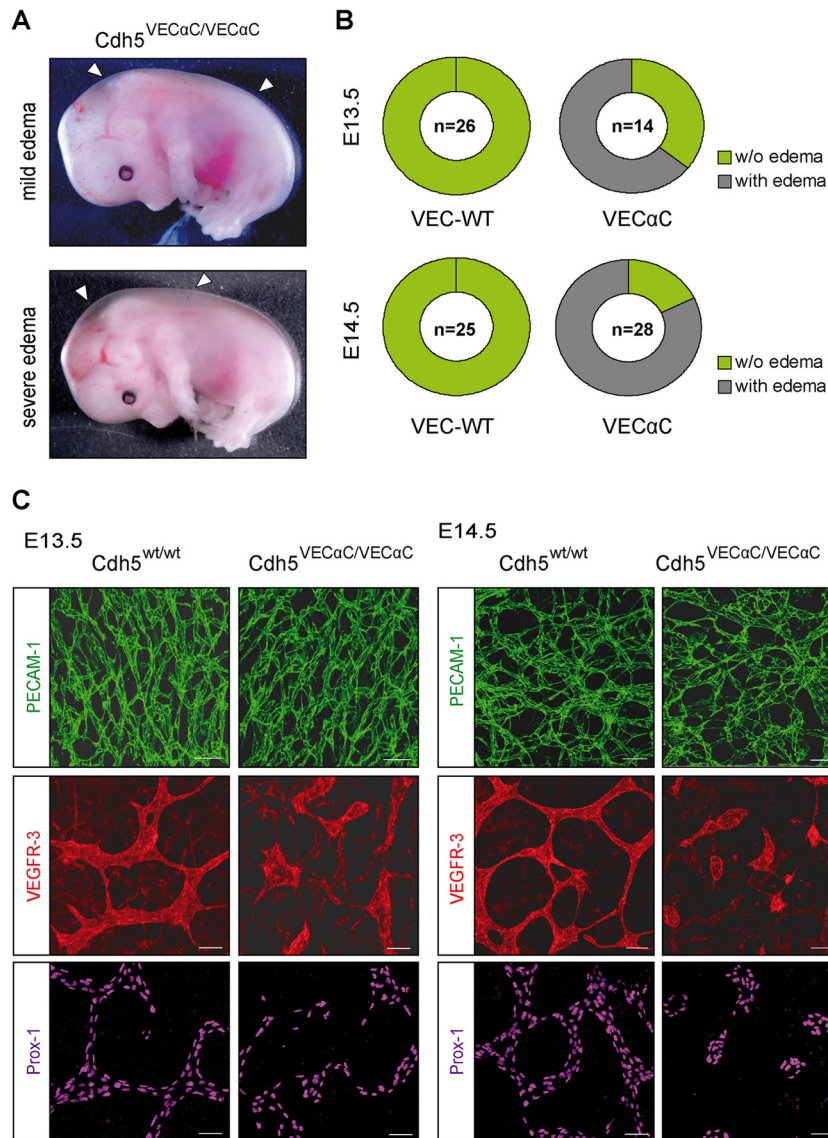 A
Cdh5VECαC/VECαC
mild edema
severe edema
B
E13.5
n=26
n=14
w/o edema
with edema
VEC-WT
VECαC
E14.5
n=25
n=28
w/o edema
with edema
VEC-WT
VECαC
C
E13.5
Cdh5wt/wt
Cdh5VECαC/VECαC
E14.5
Cdh5wt/wt
Cdh5VECαC/VECαC
PECAM-1
PECAM-1
VEGFR-3
VEGFR-3
Prox-1
Prox-1